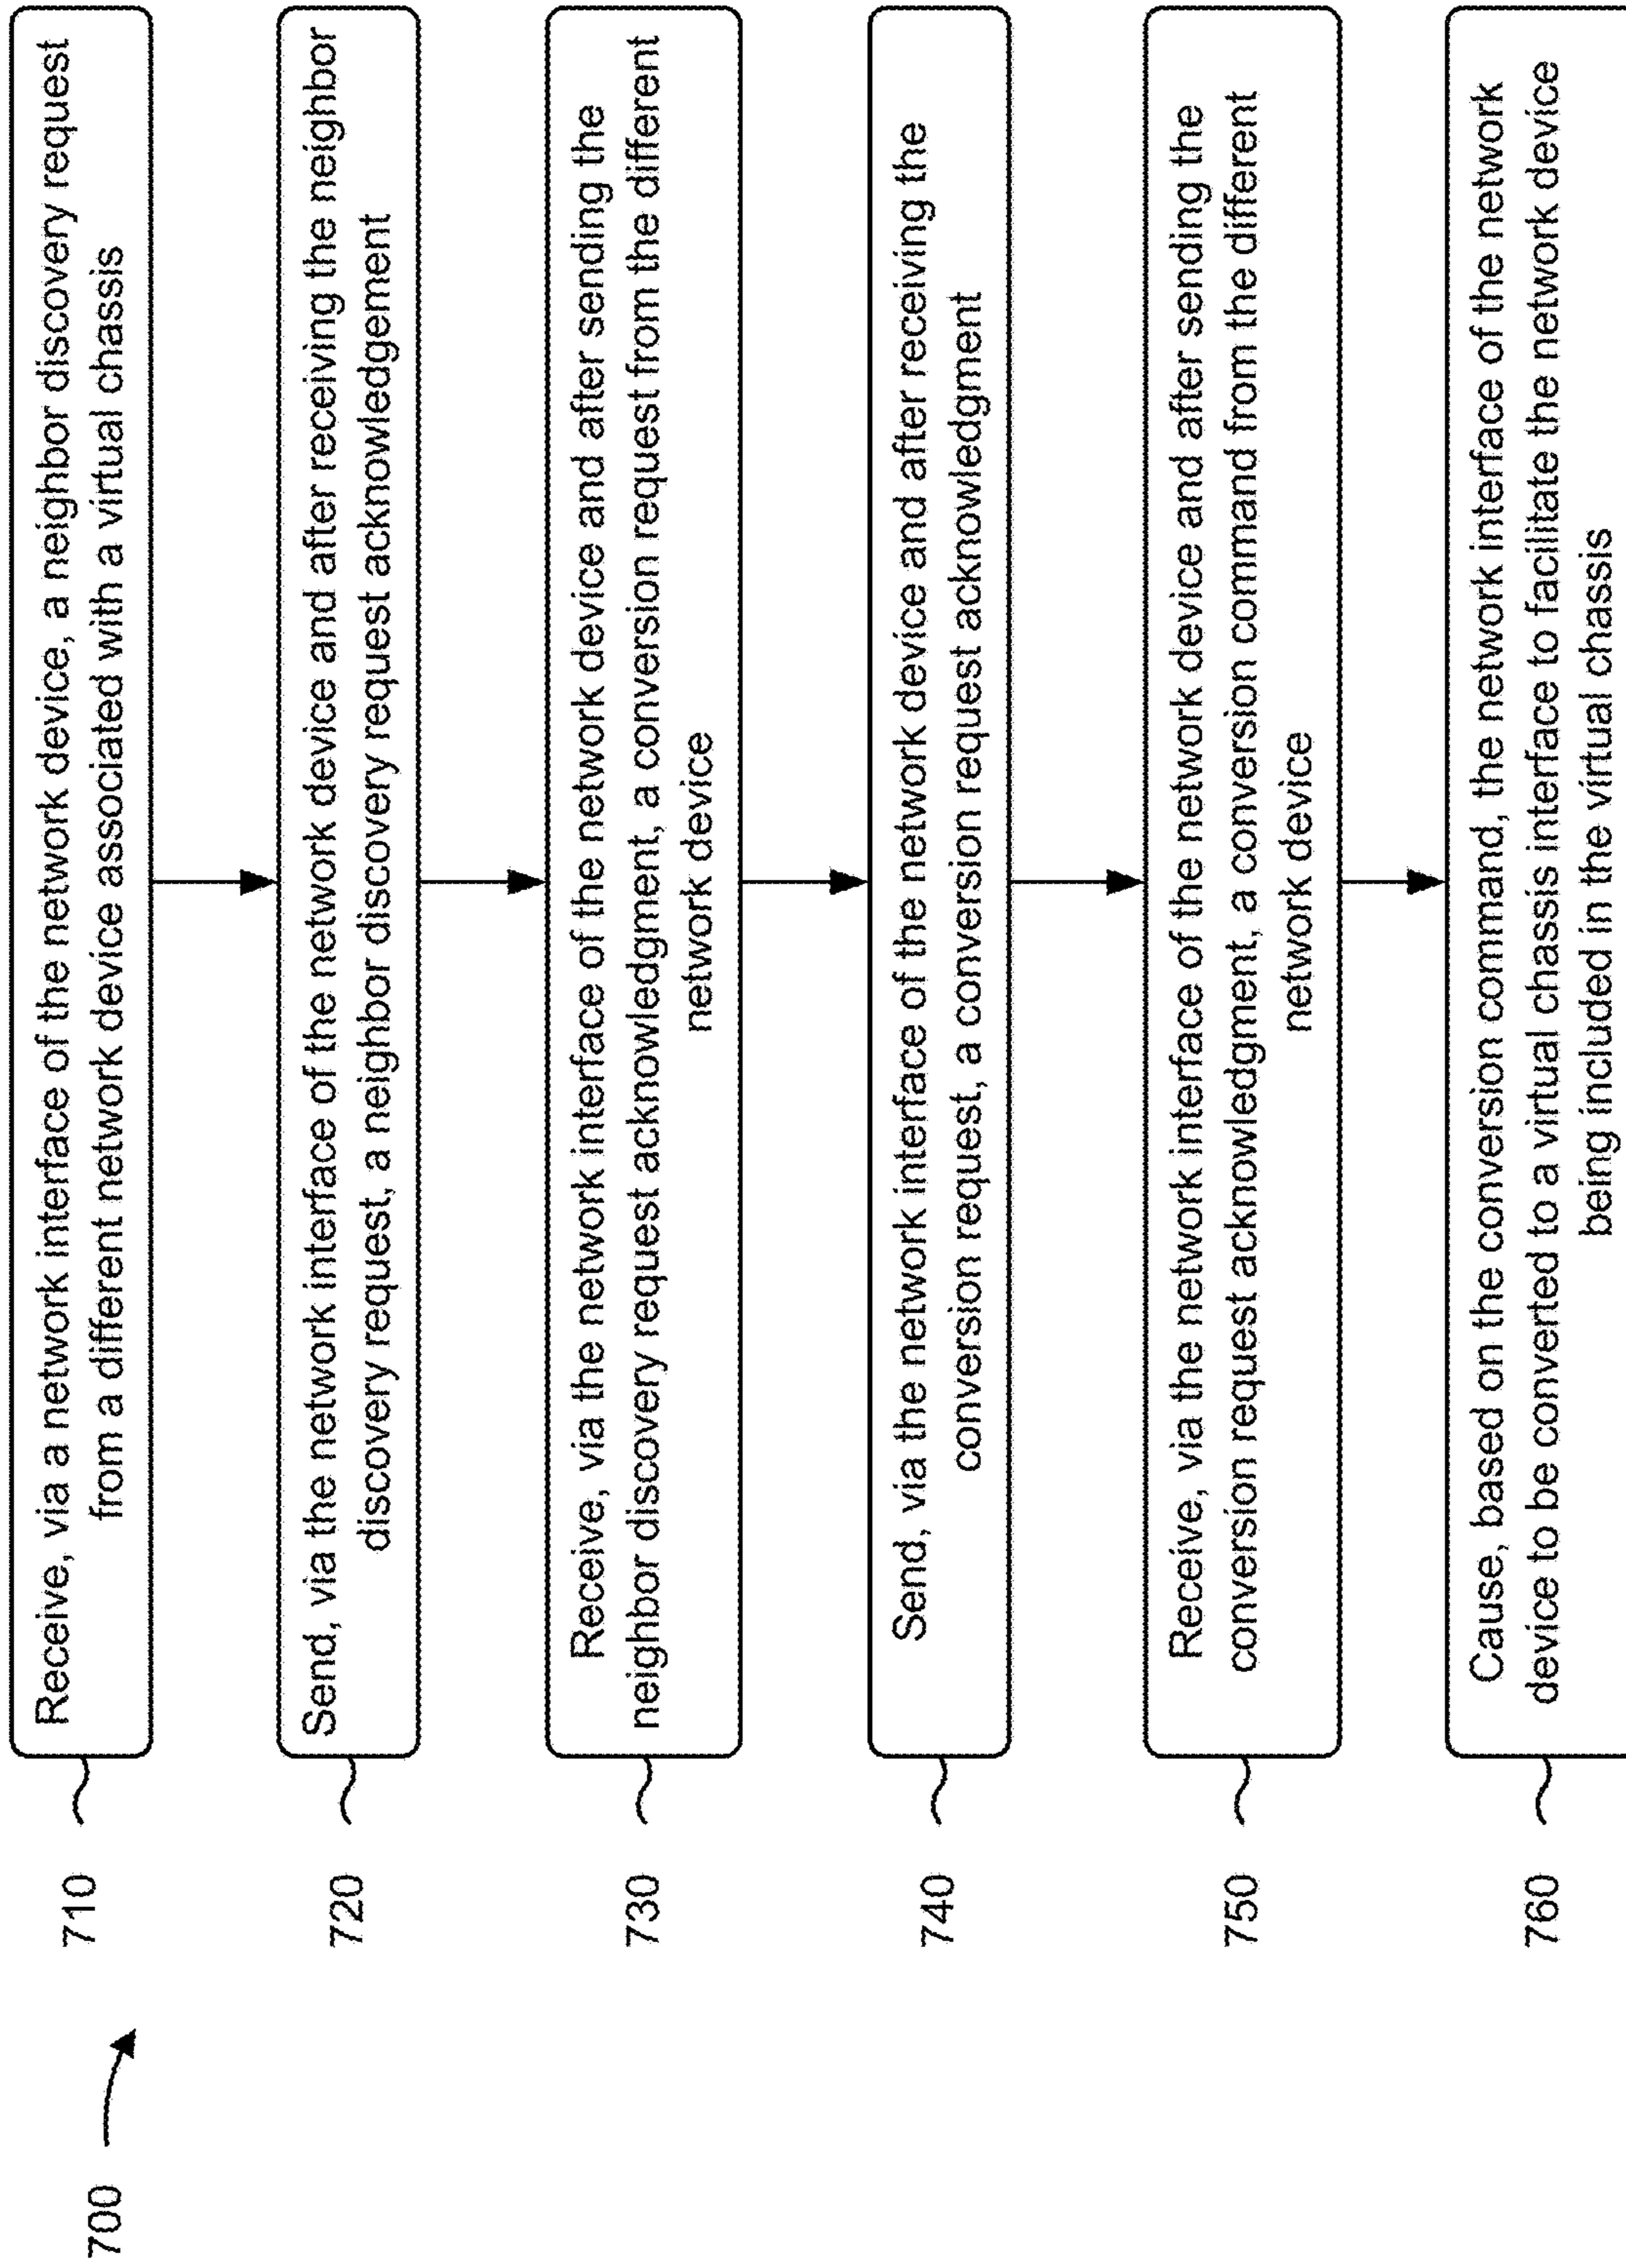 700
710
Receive, via a network interface of the network device, a neighbor discovery request
from a different network device associated with a virtual chassis
720
Send, via the network interface of the network device and after receiving the neighbor
discovery request, a neighbor discovery request acknowledgement
730
Receive, via the network interface of the network device and after sending the
neighbor discovery request acknowledgment, a conversion request from the different
network device
740
Send, via the network interface of the network device and after receiving the
conversion request, a conversion request acknowledgment
750
Receive, via the network interface of the network device and after sending the
conversion request acknowledgment, a conversion command from the different
network device
760
Cause, based on the conversion command, the network interface of the network
device to be converted to a virtual chassis interface to facilitate the network device
being included in the virtual chassis